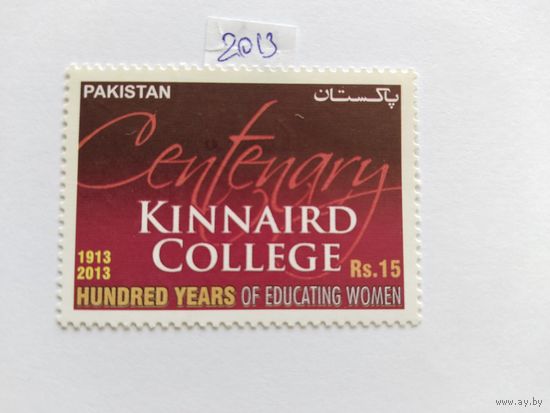 2013
PAKISTAN پاکستان
Centenary
KINNAIRD
COLLEGE
1913
2013
Rs.15
HUNDRED YEARS OF EDUCATING WOMEN
www.ay.by